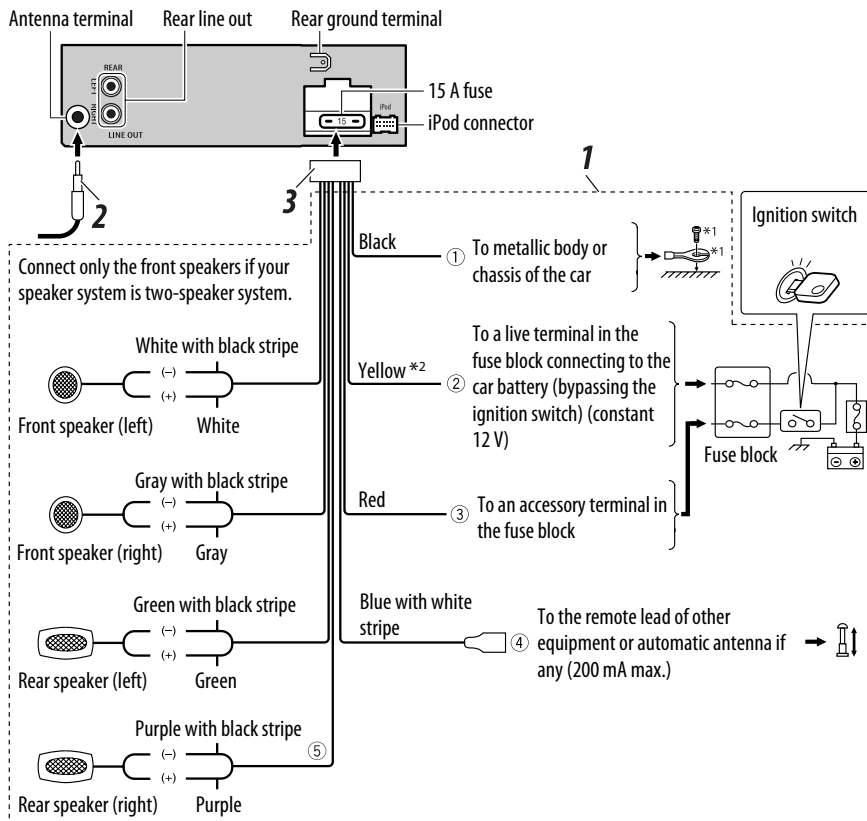 Antenna terminal
Rear line out
Rear ground terminal
REAR
LEFT
RIGHT
LINE OUT
15
iPod
15 A fuse
iPod connector
2
3
1
Ignition switch
Connect only the front speakers if your
speaker system is two-speaker system.
Black
① To metallic body or
chassis of the car
*1
*1
White with black stripe
(–)
(+)
Front speaker (left)
White
Yellow *2
② To a live terminal in the
fuse block connecting to the
car battery (bypassing the
ignition switch) (constant
12 V)
Fuse block
Gray with black stripe
(–)
(+)
Front speaker (right)
Gray
Red
③ To an accessory terminal in
the fuse block
Green with black stripe
(–)
(+)
Rear speaker (left)
Green
Blue with white
stripe
④ To the remote lead of other
equipment or automatic antenna if
any (200 mA max.)
Purple with black stripe
⑤
(–)
(+)
Rear speaker (right)
Purple